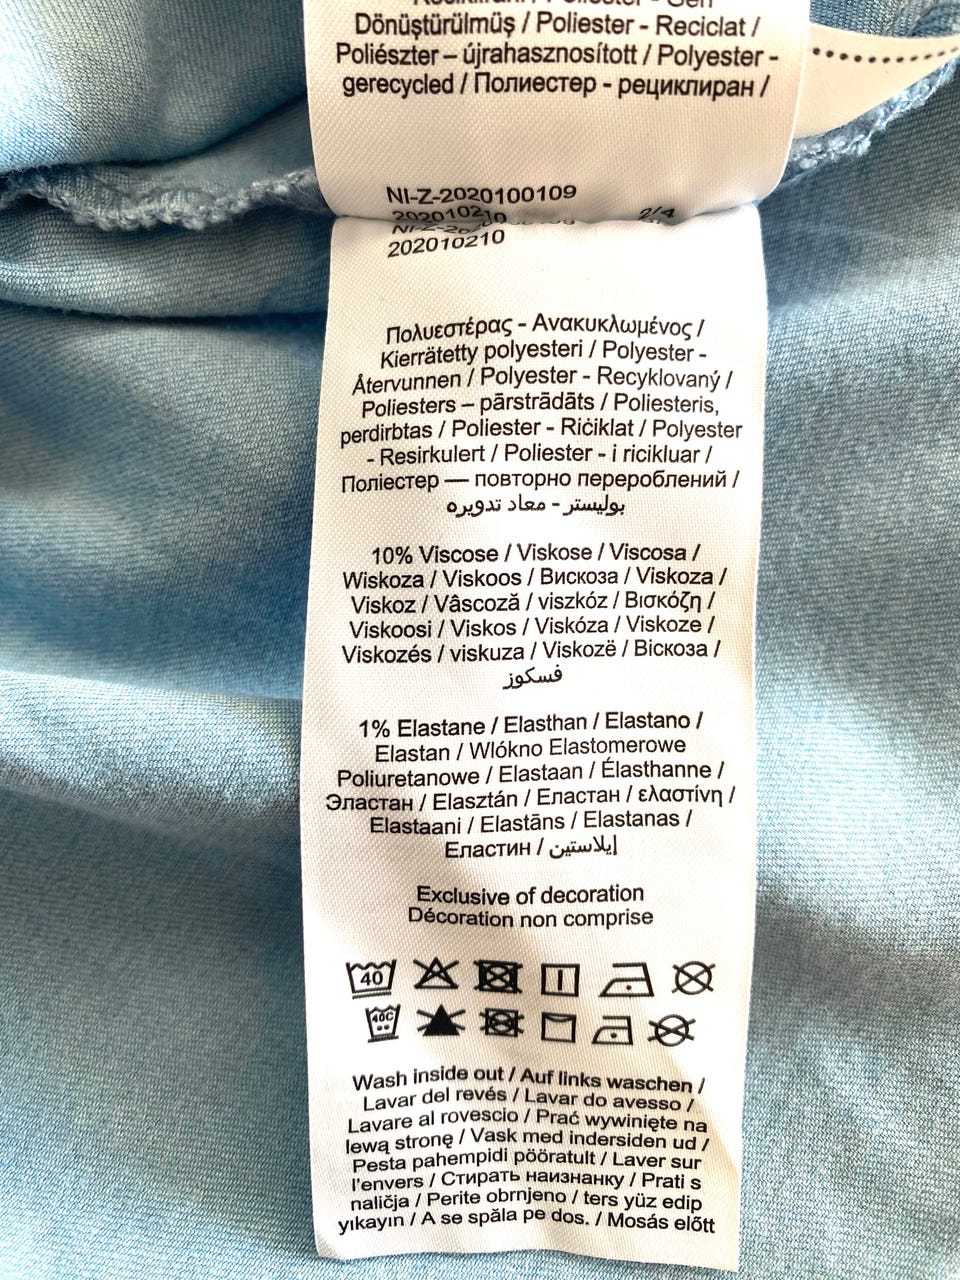 Dönüştürülmüş / Poliester - Reciclat /
Poliészter – újrahasznosított / Polyester -
gerecycled / Полиестер - рециклиран /
NI-Z-2020100109
202010210
2/4
202010210
Πολυεστέρας - Ανακυκλωμένος /
Kierrätetty polyesteri / Polyester -
Återvunnen / Polyester - Recyklovaný /
Poliesters – pārstrādāts / Poliesteris,
perdirbtas / Poliester - Riċiklat / Polyester
- Resirkulert / Poliester - i ricikluar /
Поліестер — повторно перероблений /
بوليستر - معاد تدويره
10% Viscose / Viskose / Viscosa /
Wiskoza / Viskoos / Вискоза / Viskoza /
Viskoz / Vâscoză / viszkóz / Βισκόζη /
Viskoosi / Viskos / Viskóza / Viskoze /
Viskozés / viskuza / Viskozë / Віскоза /
فسكوز
1% Elastane / Elasthan / Elastano /
Elastan / Wlókno Elastomerowe
Poliuretanowe / Elastaan / Élasthanne /
Эластан / Elasztán / Еластан / ελαστίνη /
Elastaani / Elastāns / Elastanas /
Еластин / إيلاستين
Exclusive of decoration
Décoration non comprise
40
40C
Wash inside out / Auf links waschen /
Lavar del revés / Lavar do avesso /
Lavare al rovescio / Prać wywinięte na
lewą stronę / Vask med indersiden ud /
Pesta pahempidi pööratult / Laver sur
l'envers / Стирать наизнанку / Prati s
naličja / Perite obrnjeno / ters yüz edip
yıkayın / A se spăla pe dos. / Mosás előtt